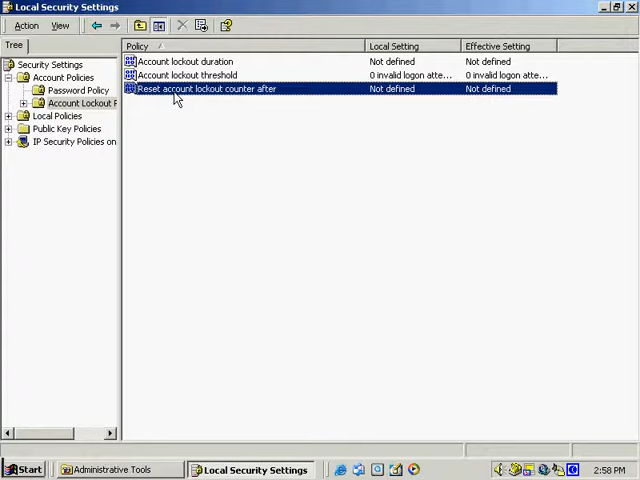 Local Security Settings
Action View
Tree
Policy Local Setting Effective Setting
Security Settings
Account Policies
Password Policy
Account Lockout P
Local Policies
Public Key Policies
IP Security Policies on
Account lockout duration Not defined Not defined
Account lockout threshold 0 invalid logon atte... 0 invalid logon atte...
Reset account lockout counter after Not defined Not defined
Start Administrative Tools Local Security Settings 2:58 PM